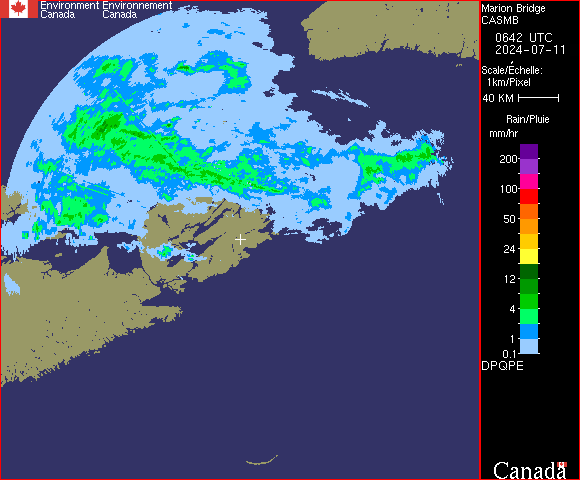 Environment Environnement
Canada Canada
Marion Bridge
CASMB
0642 UTC
2024-07-11
Scale/Echelle:
1km/Pixel
40 KM
Rain/Pluie
mm/hr
200
100
50
24
12
4
1
0.1
DPQPE
Canada